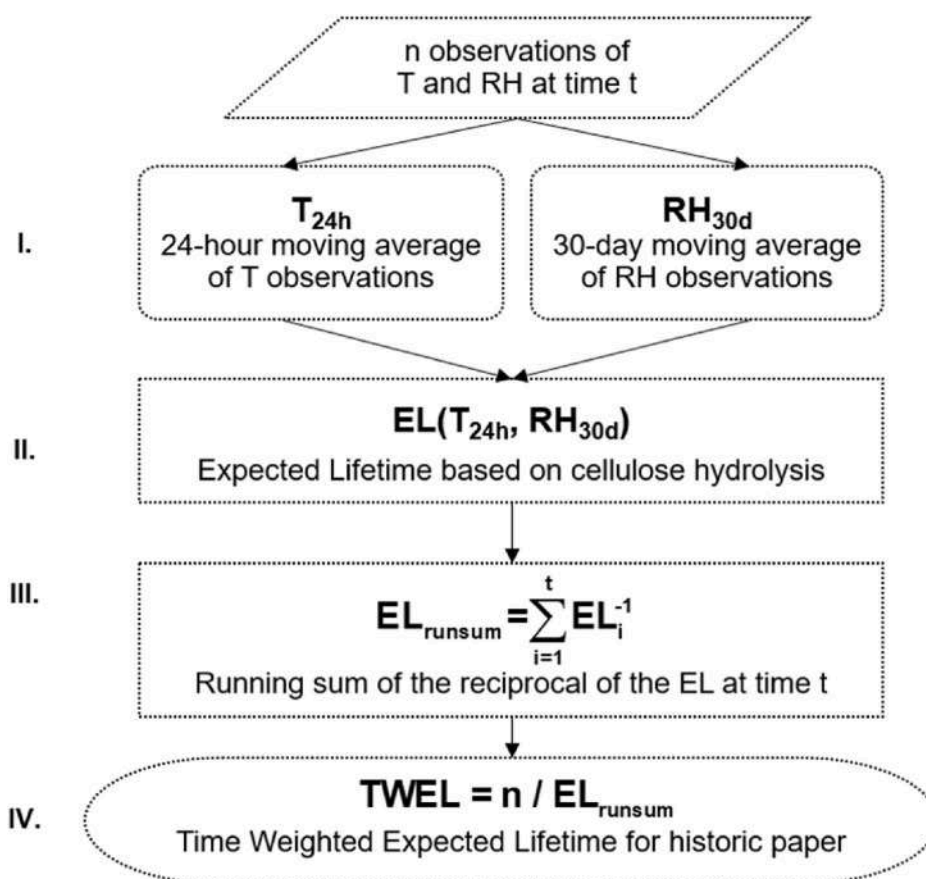 n observations of
T and RH at time t
I.
T24h
24-hour moving average
of T observations
RH30d
30-day moving average
of RH observations
II.
EL(T24h, RH30d)
Expected Lifetime based on cellulose hydrolysis
III.
ELrunsum = ∑ t i=1 ELi-1
Running sum of the reciprocal of the EL at time t
IV.
TWEL = n / ELrunsum
Time Weighted Expected Lifetime for historic paper